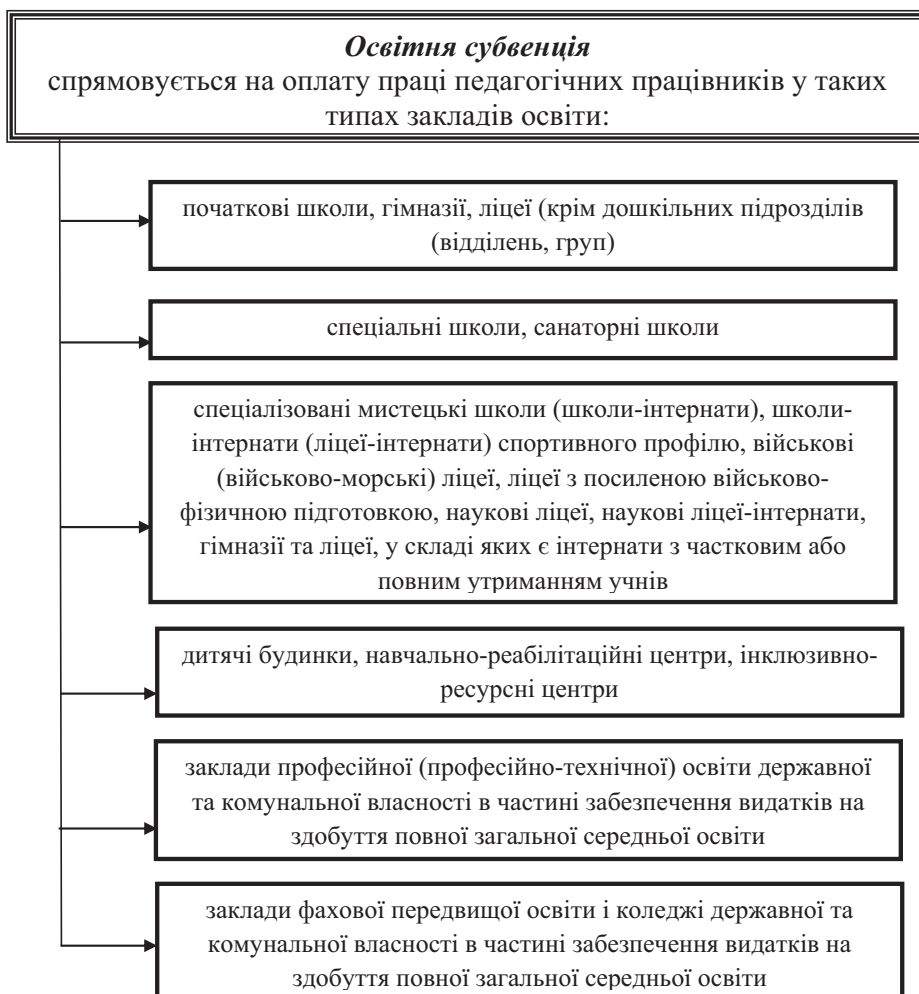 Освітня субвенція
спрямовується на оплату праці педагогічних працівників у таких
типах закладів освіти:
початкові школи, гімназії, ліцеї (крім дошкільних підрозділів
(відділень, груп)
спеціальні школи, санаторні школи
спеціалізовані мистецькі школи (школи-інтернати), школи-
інтернати (ліцеї-інтернати) спортивного профілю, військові
(військово-морські) ліцеї, ліцеї з посиленою військово-
фізичною підготовкою, наукові ліцеї, наукові ліцеї-інтернати,
гімназії та ліцеї, у складі яких є інтернати з частковим або
повним утриманням учнів
дитячі будинки, навчально-реабілітаційні центри, інклюзивно-
ресурсні центри
заклади професійної (професійно-технічної) освіти державної
та комунальної власності в частині забезпечення видатків на
здобуття повної загальної середньої освіти
заклади фахової передвищої освіти і коледжі державної та
комунальної власності в частині забезпечення видатків на
здобуття повної загальної середньої освіти